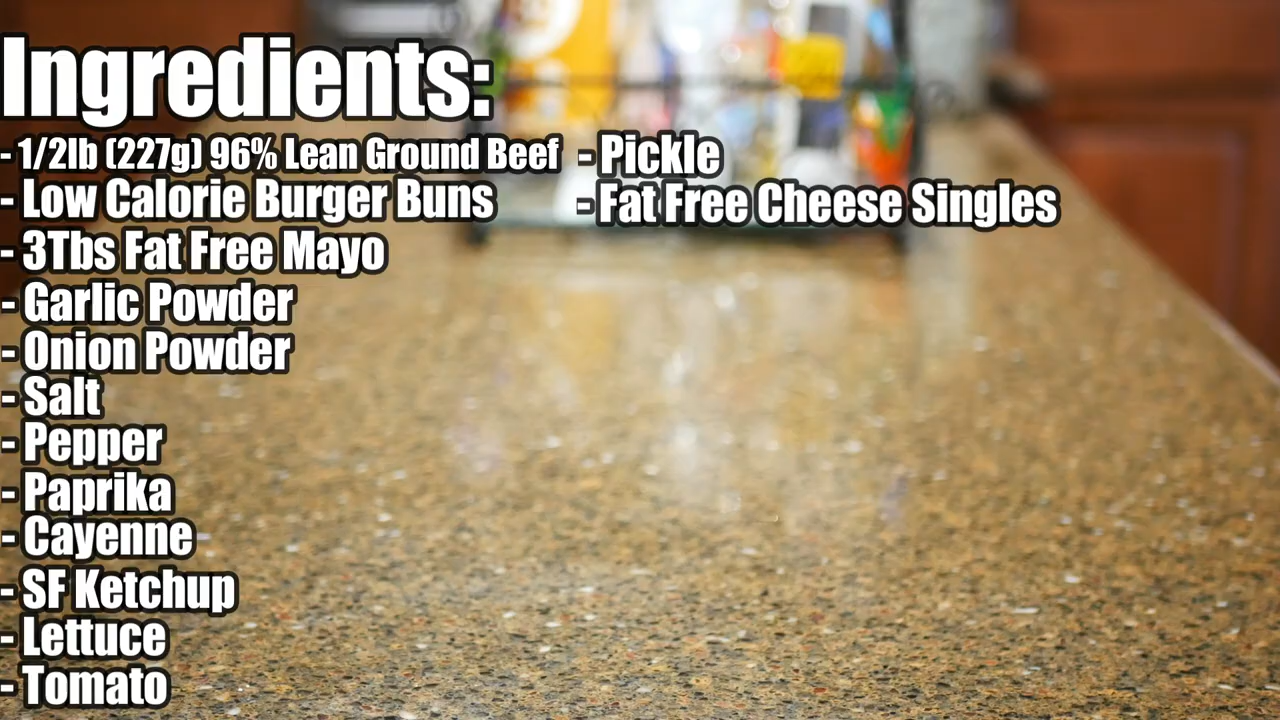 Ingredients:
- 1/2lb (227g) 96% Lean Ground Beef
- Low Calorie Burger Buns
- 3Tbs Fat Free Mayo
- Garlic Powder
- Onion Powder
- Salt
- Pepper
- Paprika
- Cayenne
- SF Ketchup
- Lettuce
- Tomato
- Pickle
- Fat Free Cheese Singles